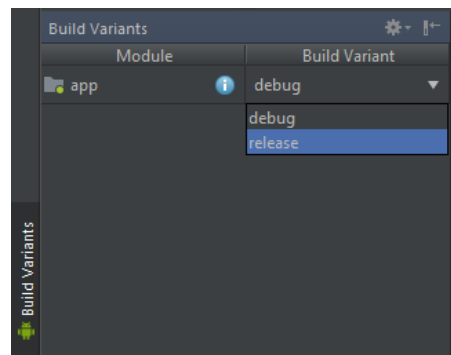 Build Variants
Module
Build Variant
app
debug
debug
release
Build Variants